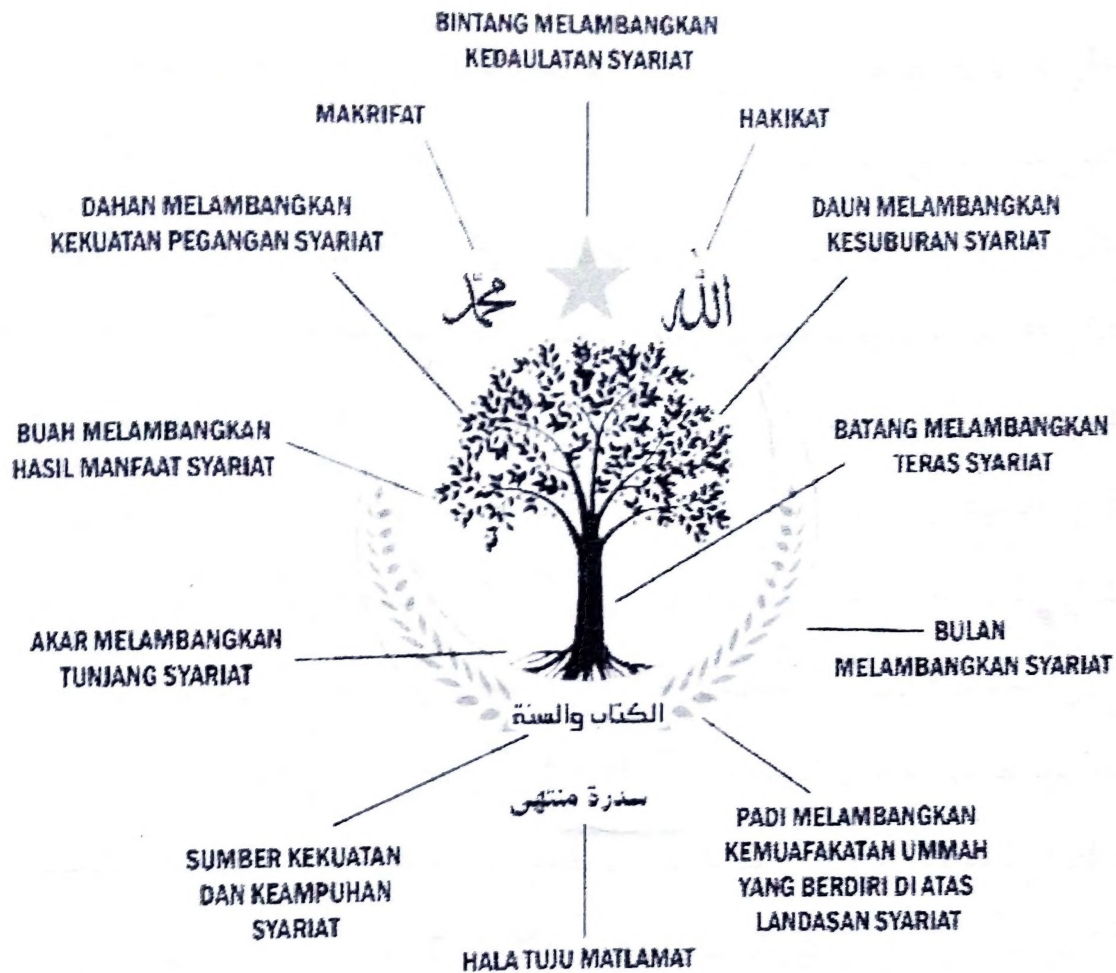 BINTANG MELAMBANGKAN
KEDAULATAN SYARIAT
MAKRIFAT
HAKIKAT
DAHAN MELAMBANGKAN
KEKUATAN PEGANGAN SYARIAT
DAUN MELAMBANGKAN
KESUBURAN SYARIAT
محمد
الله
BUAH MELAMBANGKAN
HASIL MANFAAT SYARIAT
BATANG MELAMBANGKAN
TERAS SYARIAT
AKAR MELAMBANGKAN
TUNJANG SYARIAT
BULAN
MELAMBANGKAN SYARIAT
الكتاب والسنة
سدرة منتهى
SUMBER KEKUATAN
DAN KEAMPUHAN
SYARIAT
PADI MELAMBANGKAN
KEMUAFAKATAN UMMAH
YANG BERDIRI DI ATAS
LANDASAN SYARIAT
HALA TUJU MATLAMAT